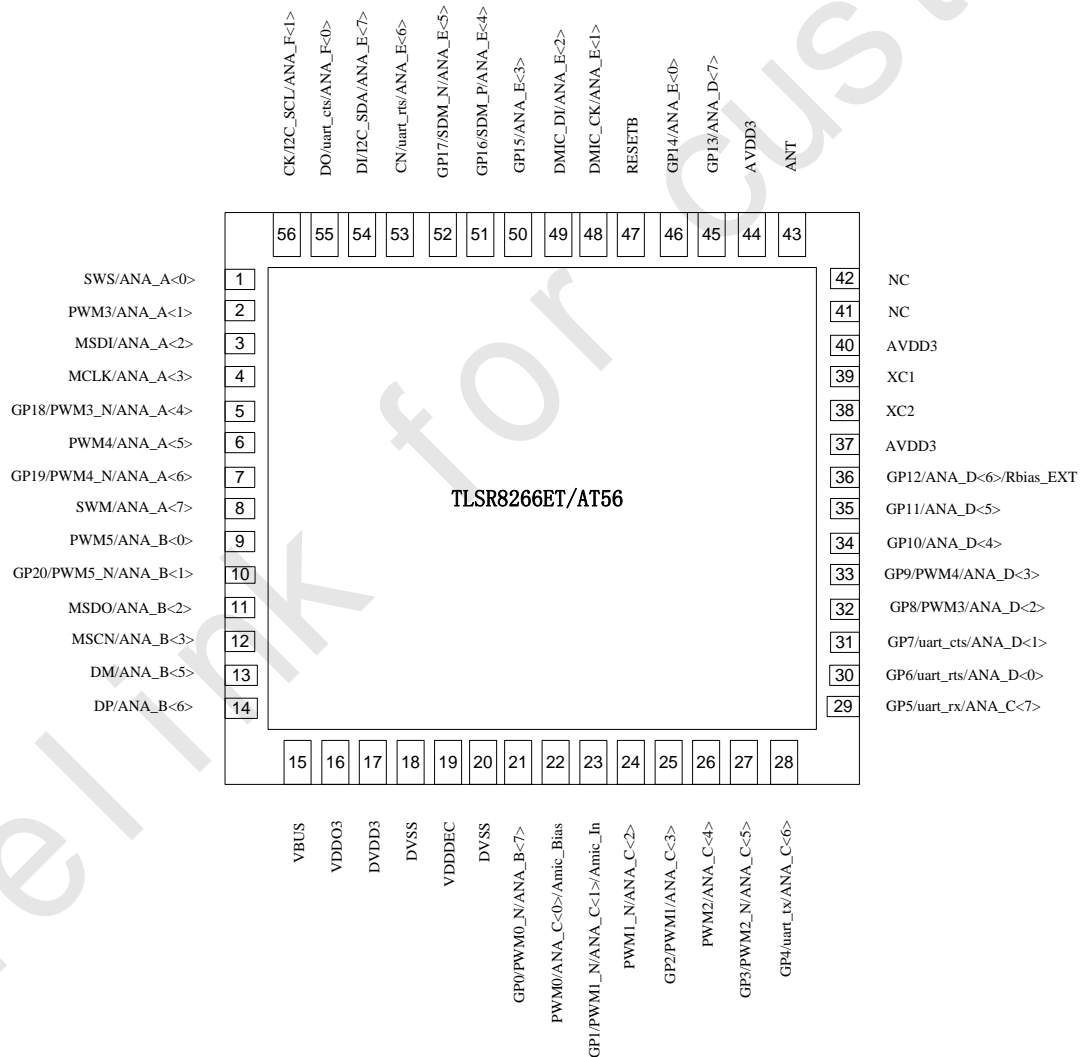 CK/I2C_SCL/ANA_F<1>
DO/uart_cts/ANA_F<0>
DI/I2C_SDA/ANA_E<7>
CN/uart_rts/ANA_E<6>
GP17/SDM_N/ANA_E<5>
GP16/SDM_P/ANA_E<4>
GP15/ANA_E<3>
DMIC_DI/ANA_E<2>
DMIC_CK/ANA_E<1>
RESETB
GP14/ANA_E<0>
GP13/ANA_D<7>
AVDD3
ANT
56 55 54 53 52 51 50 49 48 47 46 45 44 43
SWS/ANA_A<0> 1
PWM3/ANA_A<1> 2
MSDI/ANA_A<2> 3
MCLK/ANA_A<3> 4
GP18/PWM3_N/ANA_A<4> 5
PWM4/ANA_A<5> 6
GP19/PWM4_N/ANA_A<6> 7
SWM/ANA_A<7> 8
PWM5/ANA_B<0> 9
GP20/PWM5_N/ANA_B<1> 10
MSDO/ANA_B<2> 11
MSCN/ANA_B<3> 12
DM/ANA_B<5> 13
DP/ANA_B<6> 14
TLSR8266ET/AT56
42 NC
41 NC
40 AVDD3
39 XC1
38 XC2
37 AVDD3
36 GP12/ANA_D<6>/Rbias_EXT
35 GP11/ANA_D<5>
34 GP10/ANA_D<4>
33 GP9/PWM4/ANA_D<3>
32 GP8/PWM3/ANA_D<2>
31 GP7/uart_cts/ANA_D<1>
30 GP6/uart_rts/ANA_D<0>
29 GP5/uart_rx/ANA_C<7>
15 16 17 18 19 20 21 22 23 24 25 26 27 28
VBUS
VDDO3
DVDD3
DVSS
VDDDEC
DVSS
GP0/PWM0_N/ANA_B<7>
PWM0/ANA_C<0>/Amic_Bias
GP1/PWM1_N/ANA_C<1>/Amic_In
PWM1_N/ANA_C<2>
GP2/PWM1/ANA_C<3>
PWM2/ANA_C<4>
GP3/PWM2_N/ANA_C<5>
GP4/uart_tx/ANA_C<6>
elink for cust